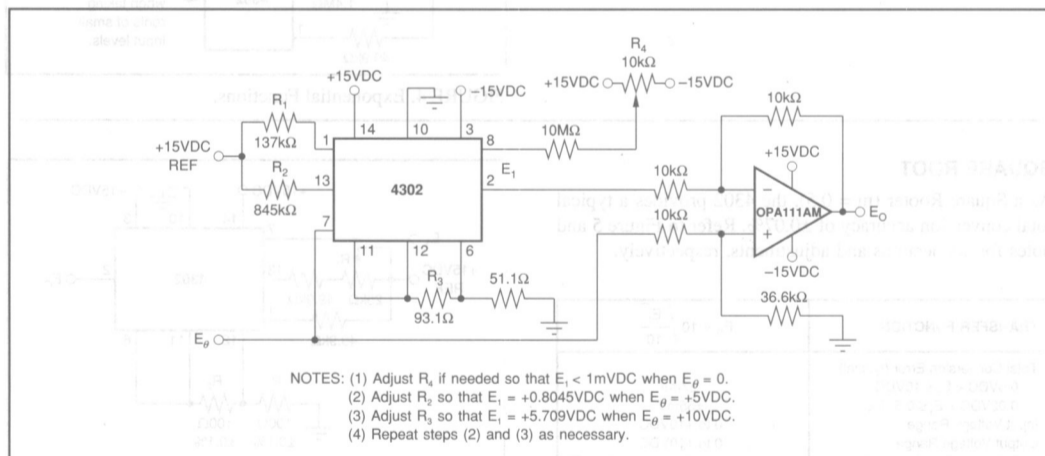 R4
10kΩ
+15VDC
−15VDC
+15VDC
−15VDC
10kΩ
R1
137kΩ
1
14
10
3
8
10MΩ
+15VDC
REF
R2
845kΩ
13
4302
2
E1
10kΩ
+15VDC
−
OPA111AM
EO
7
10kΩ
+
−15VDC
11
12
6
R3
93.1Ω
51.1Ω
36.6kΩ
Eθ
NOTES: (1) Adjust R4 if needed so that E1 < 1mVDC when Eθ = 0.
(2) Adjust R2 so that E1 = +0.8045VDC when Eθ = +5VDC.
(3) Adjust R3 so that E1 = +5.709VDC when Eθ = +10VDC.
(4) Repeat steps (2) and (3) as necessary.